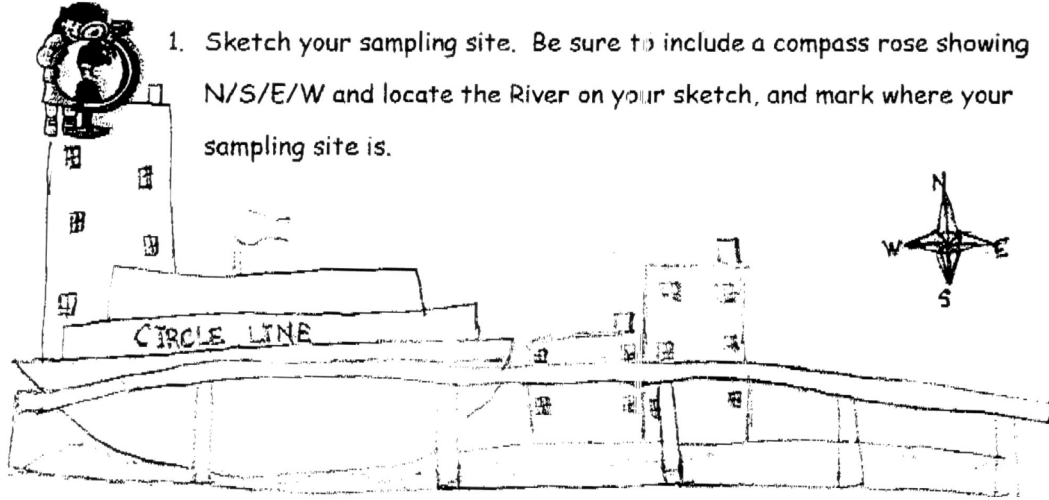 1. Sketch your sampling site. Be sure to include a compass rose showing
N/S/E/W and locate the River on your sketch, and mark where your
sampling site is.
N
W E
S
CIRCLE LINE